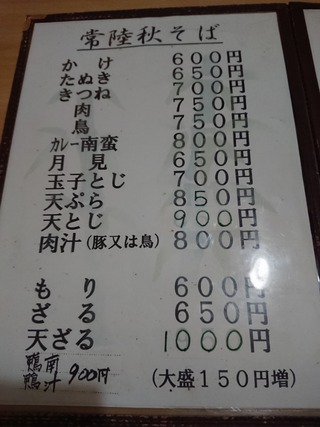 常陸秋そば
かけ 600円
たぬき 650円
きつね 700円
肉 750円
鳥 750円
カレー南蛮 800円
月見 650円
玉子とじ 700円
天ぷら 850円
天とじ 900円
肉汁(豚又は鳥) 800円
もり 600円
ざる 650円
天ざる 1000円
鴨南
鴨汁 900円
(大盛150円増)